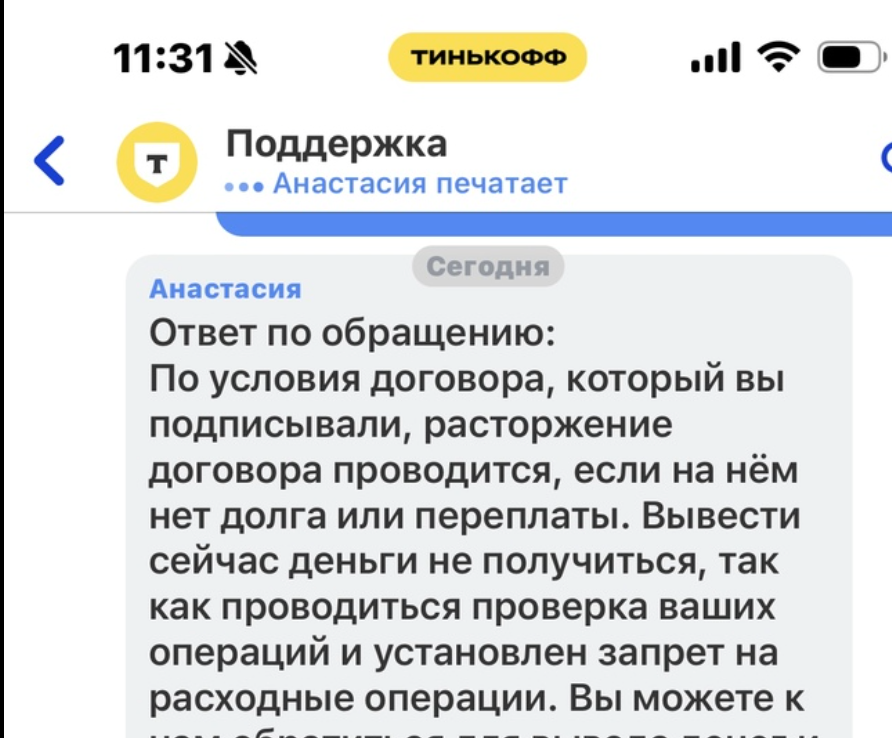 11:31
ТИНЬКОФФ
Поддержка
Анастасия печатает
Сегодня
Анастасия
Ответ по обращению:
По условия договора, который вы
подписывали, расторжение
договора проводится, если на нём
нет долга или переплаты. Вывести
сейчас деньги не получиться, так
как проводиться проверка ваших
операций и установлен запрет на
расходные операции. Вы можете к